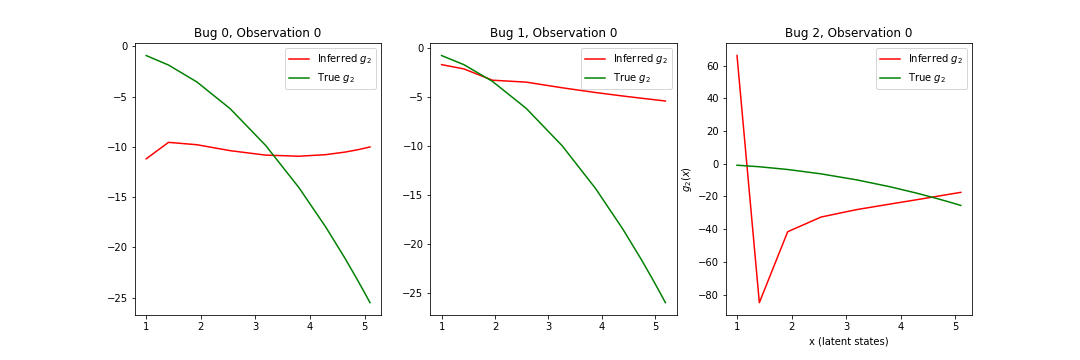 Bug 0, Observation 0
Inferred g₂
True g₂
0
−5
−10
−15
−20
−25
1 2 3 4 5
Bug 1, Observation 0
Inferred g₂
True g₂
0
−5
−10
−15
−20
−25
1 2 3 4 5
Bug 2, Observation 0
Inferred g₂
True g₂
g₂(x)
60
40
20
0
−20
−40
−60
−80
1 2 3 4 5
x (latent states)